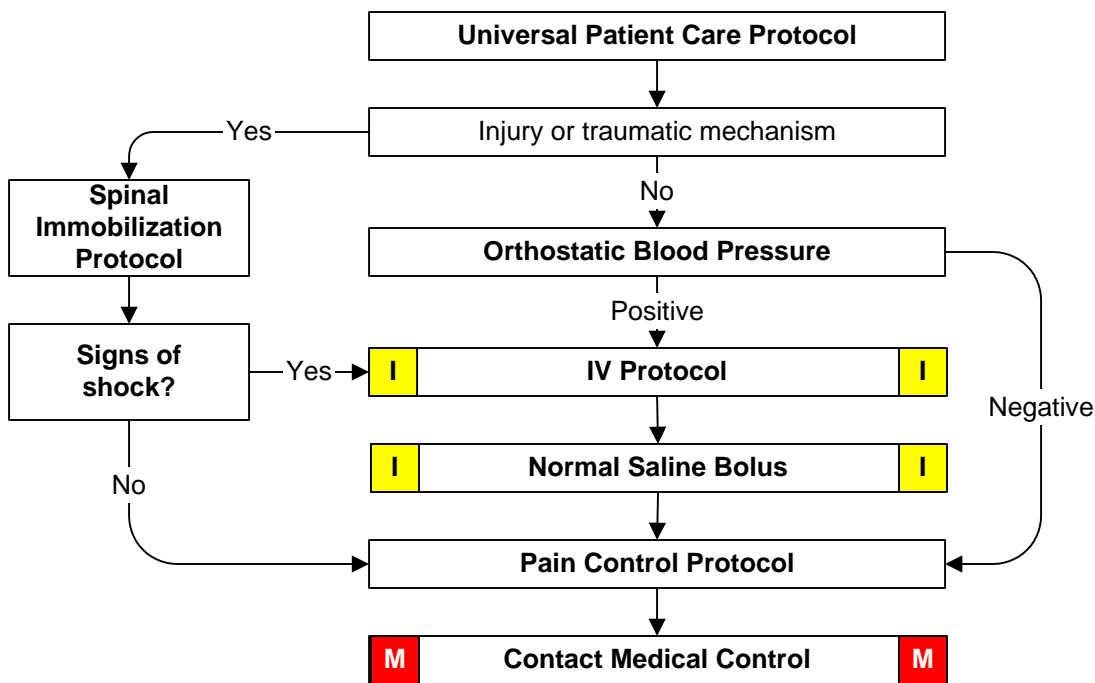 Universal Patient Care Protocol
Yes
Injury or traumatic mechanism
No
Spinal
Immobilization
Protocol
Orthostatic Blood Pressure
Positive
Signs of
shock?
Yes
I IV Protocol I
Negative
I Normal Saline Bolus I
No
Pain Control Protocol
M Contact Medical Control M